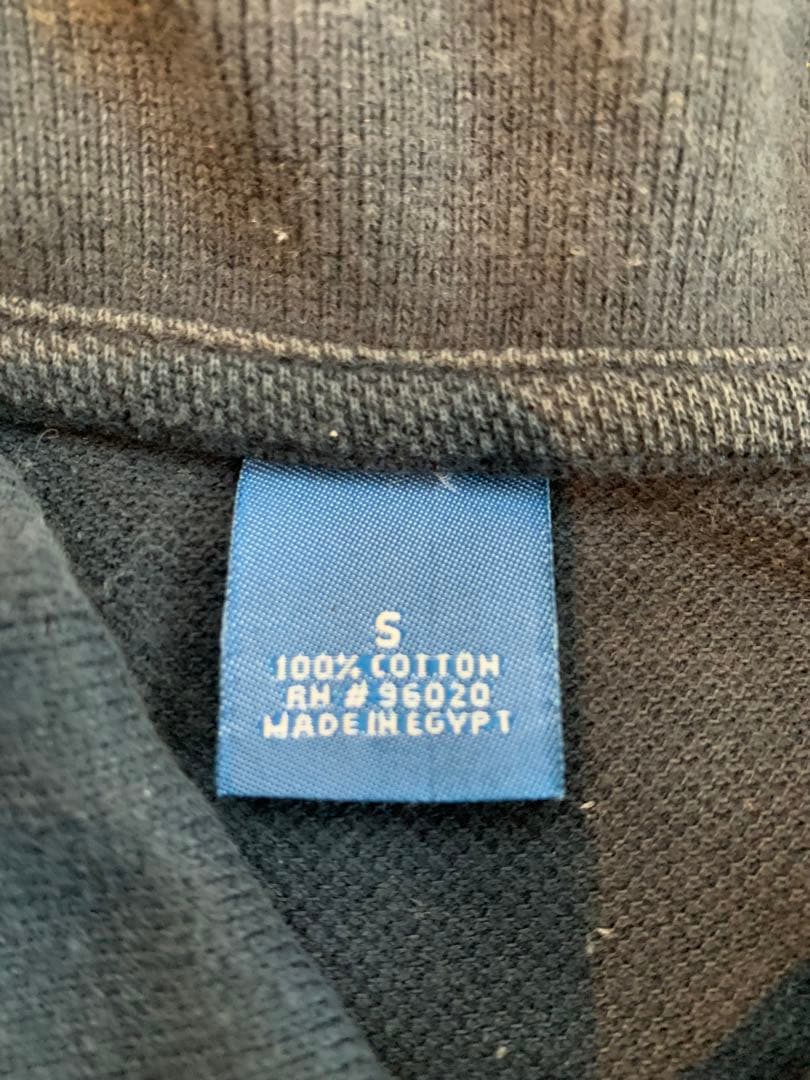 S
100% COTTON
RN # 96020
MADE IN EGYPT